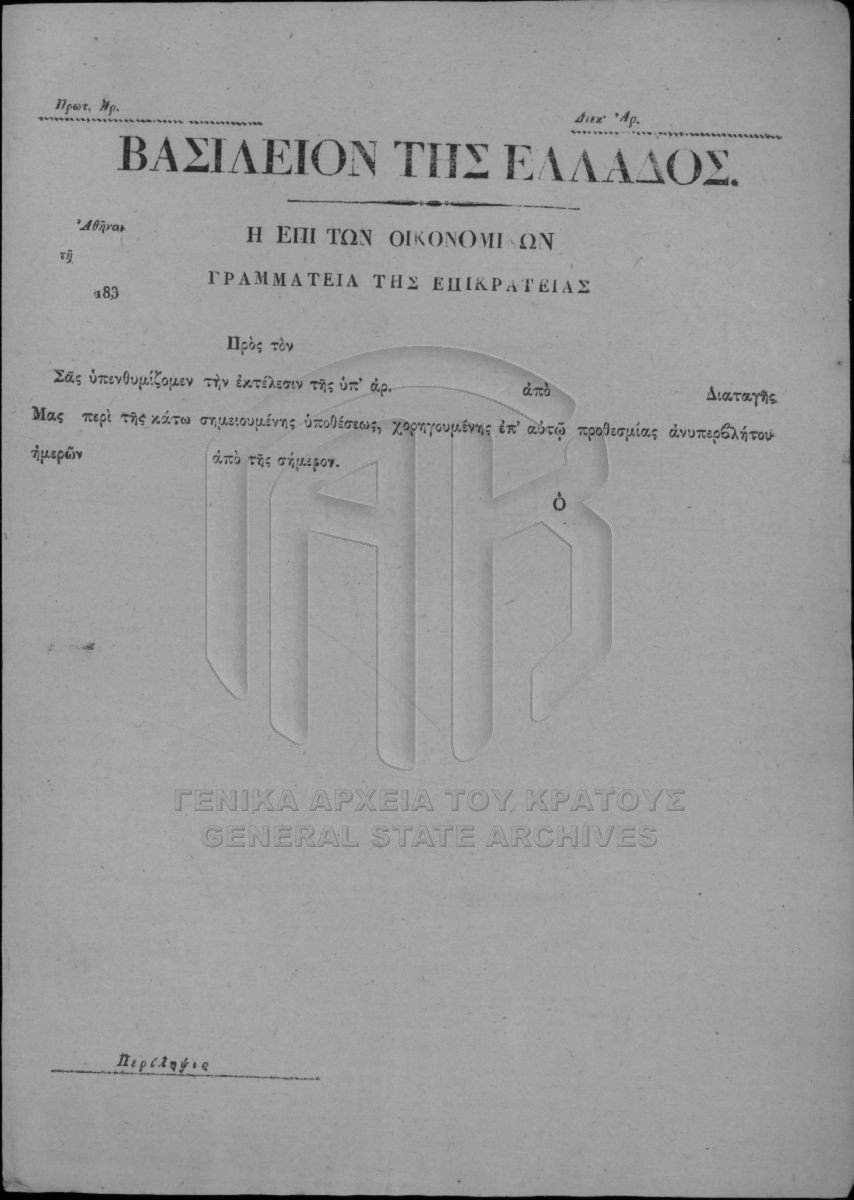 Πρωτ. Ἀρ.
Διεκ. Ἀρ.
ΒΑΣΙΛΕΙΟΝ ΤΗΣ ΕΛΛΑΔΟΣ.
Ἀθῆναι
τῇ
183
Η ΕΠΙ ΤΩΝ ΟΙΚΟΝΟΜΙΚΩΝ
ΓΡΑΜΜΑΤΕΙΑ ΤΗΣ ΕΠΙΚΡΑΤΕΙΑΣ
Πρὸς τὸν
Σᾶς ὑπενθυμίζομεν τὴν ἐκτέλεσιν τῆς ὑπ' ἀρ. ἀπὸ Διαταγῆς
Μας περὶ τῆς κάτω σημειουμένης ὑποθέσεως, χορηγουμένης ἐπ' αὐτῷ προθεσμίας ἀνυπερβλήτου
ἡμερῶν ἀπὸ τῆς σήμερον.
Ὁ
ΓΕΝΙΚΑ ΑΡΧΕΙΑ ΤΟΥ ΚΡΑΤΟΥΣ
GENERAL STATE ARCHIVES
Περίληψις